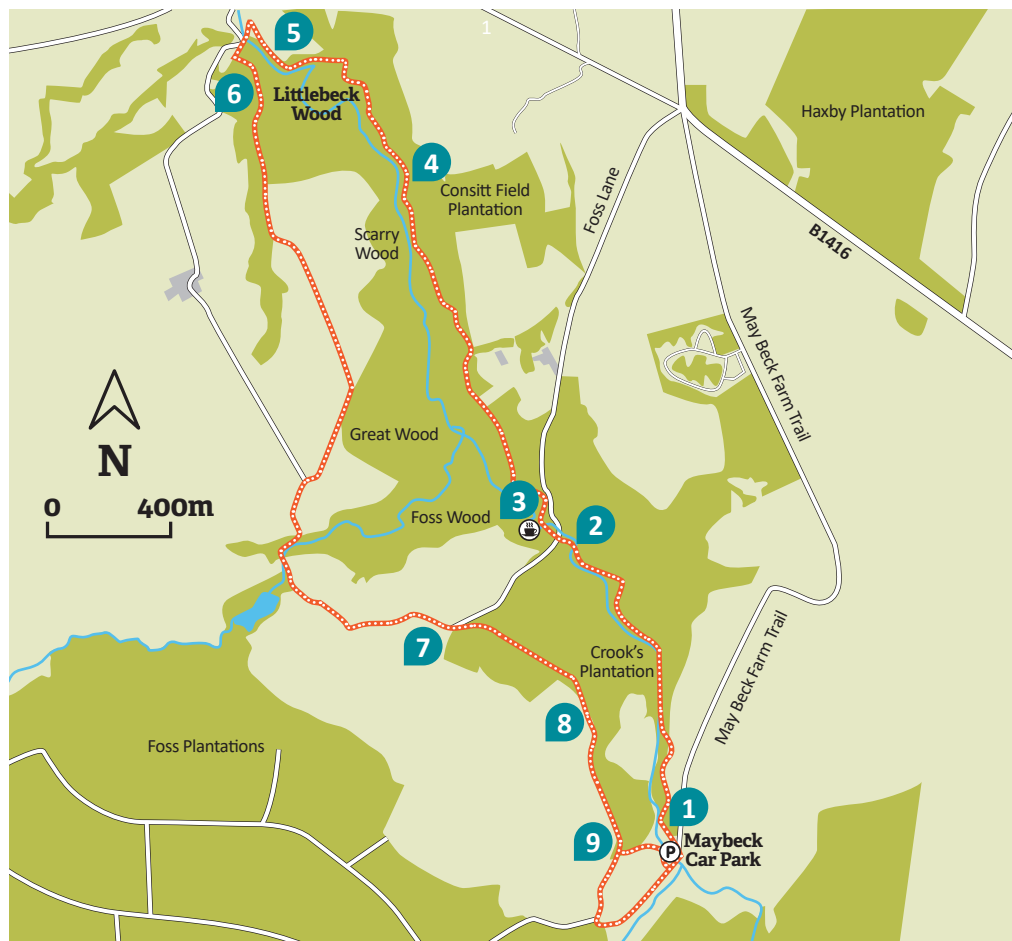 1
5
Littlebeck
Wood
6
Haxby Plantation
4
Consitt Field
Plantation
Foss Lane
Scarry
Wood
B1416
May Beck Farm Trail
N
0 400m
Great Wood
3
Foss Wood
2
7
Crook's
Plantation
May Beck Farm Trail
8
Foss Plantations
1
9
P
Maybeck
Car Park